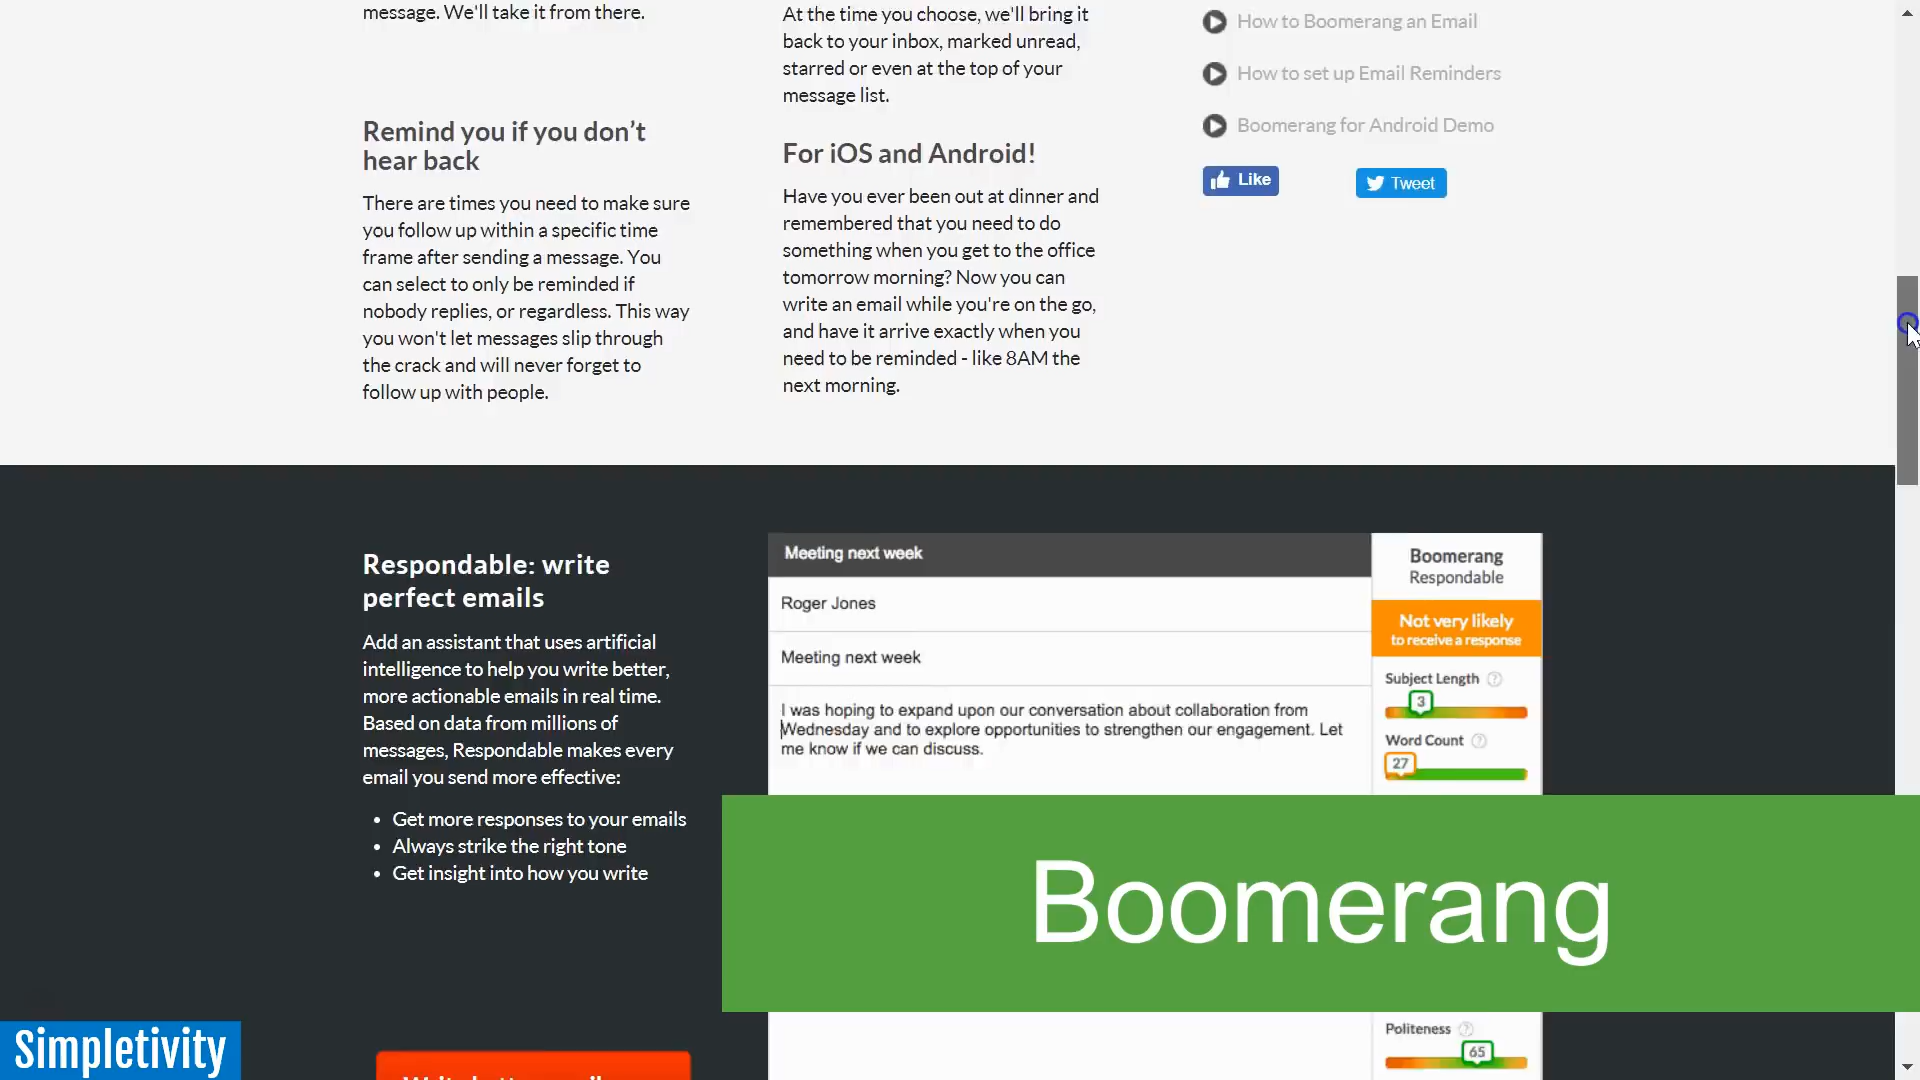 message. We'll take it from there.
Remind you if you don’t
hear back
There are times you need to make sure
you follow up within a specific time
frame after sending a message. You
can select to only be reminded if
nobody replies, or regardless. This way
you won't let messages slip through
the crack and will never forget to
follow up with people.
At the time you choose, we'll bring it
back to your inbox, marked unread,
starred or even at the top of your
message list.
For iOS and Android!
Have you ever been out at dinner and
remembered that you need to do
something when you get to the office
tomorrow morning? Now you can
write an email while you're on the go,
and have it arrive exactly when you
need to be reminded - like 8AM the
next morning.
How to Boomerang an Email
How to set up Email Reminders
Boomerang for Android Demo
Like
Tweet
Respondable: write
perfect emails
Add an assistant that uses artificial
intelligence to help you write better,
more actionable emails in real time.
Based on data from millions of
messages, Respondable makes every
email you send more effective:
• Get more responses to your emails
• Always strike the right tone
• Get insight into how you write
Meeting next week
Roger Jones
Meeting next week
I was hoping to expand upon our conversation about collaboration from
Wednesday and to explore opportunities to strengthen our engagement. Let
me know if we can discuss.
Boomerang
Respondable
Not very likely
to receive a response
Subject Length ?
3
Word Count ?
27
Boomerang
Politeness ?
65
Simpletivity